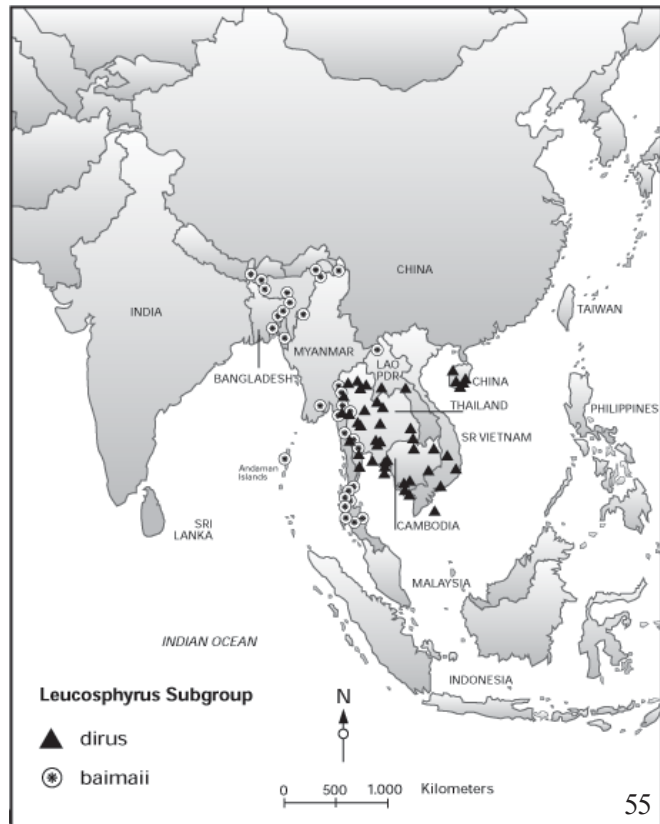 CHINA
TAIWAN
INDIA
MYANMAR
LAO
PDR
CHINA
BANGLADESH
THAILAND
PHILIPPINES
SR VIETNAM
Andaman
Islands
SRI
LANKA
CAMBODIA
MALAYSIA
INDIAN OCEAN
INDONESIA
Leucosphyrus Subgroup
dirus
baimaii
N
0 500 1.000 Kilometers
55